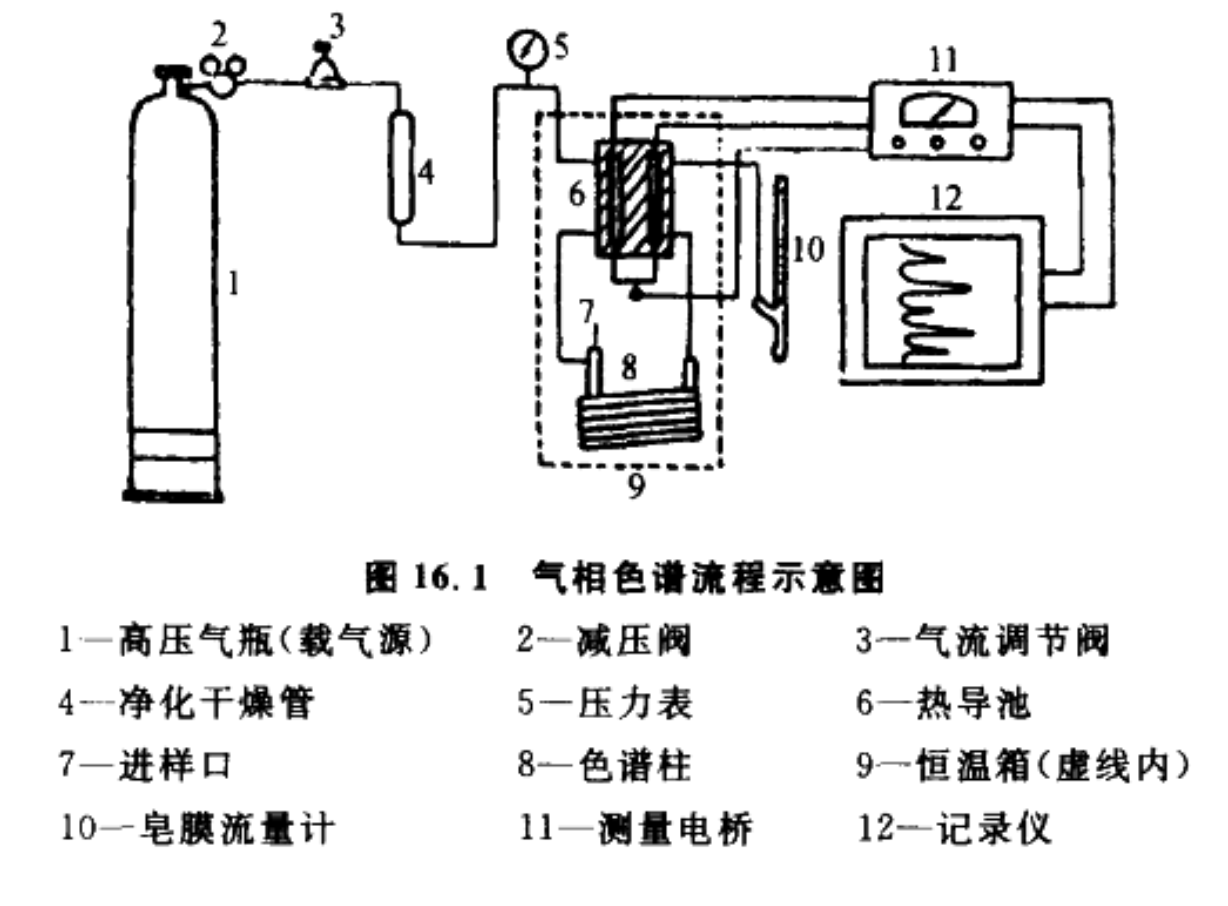 2
3
5
11
4
6
12
10
1
7
8
9
图 16.1 气相色谱流程示意图
1—高压气瓶(载气源) 2—减压阀 3—气流调节阀
4—净化干燥管 5—压力表 6—热导池
7—进样口 8—色谱柱 9—恒温箱(虚线内)
10—皂膜流量计 11—测量电桥 12—记录仪